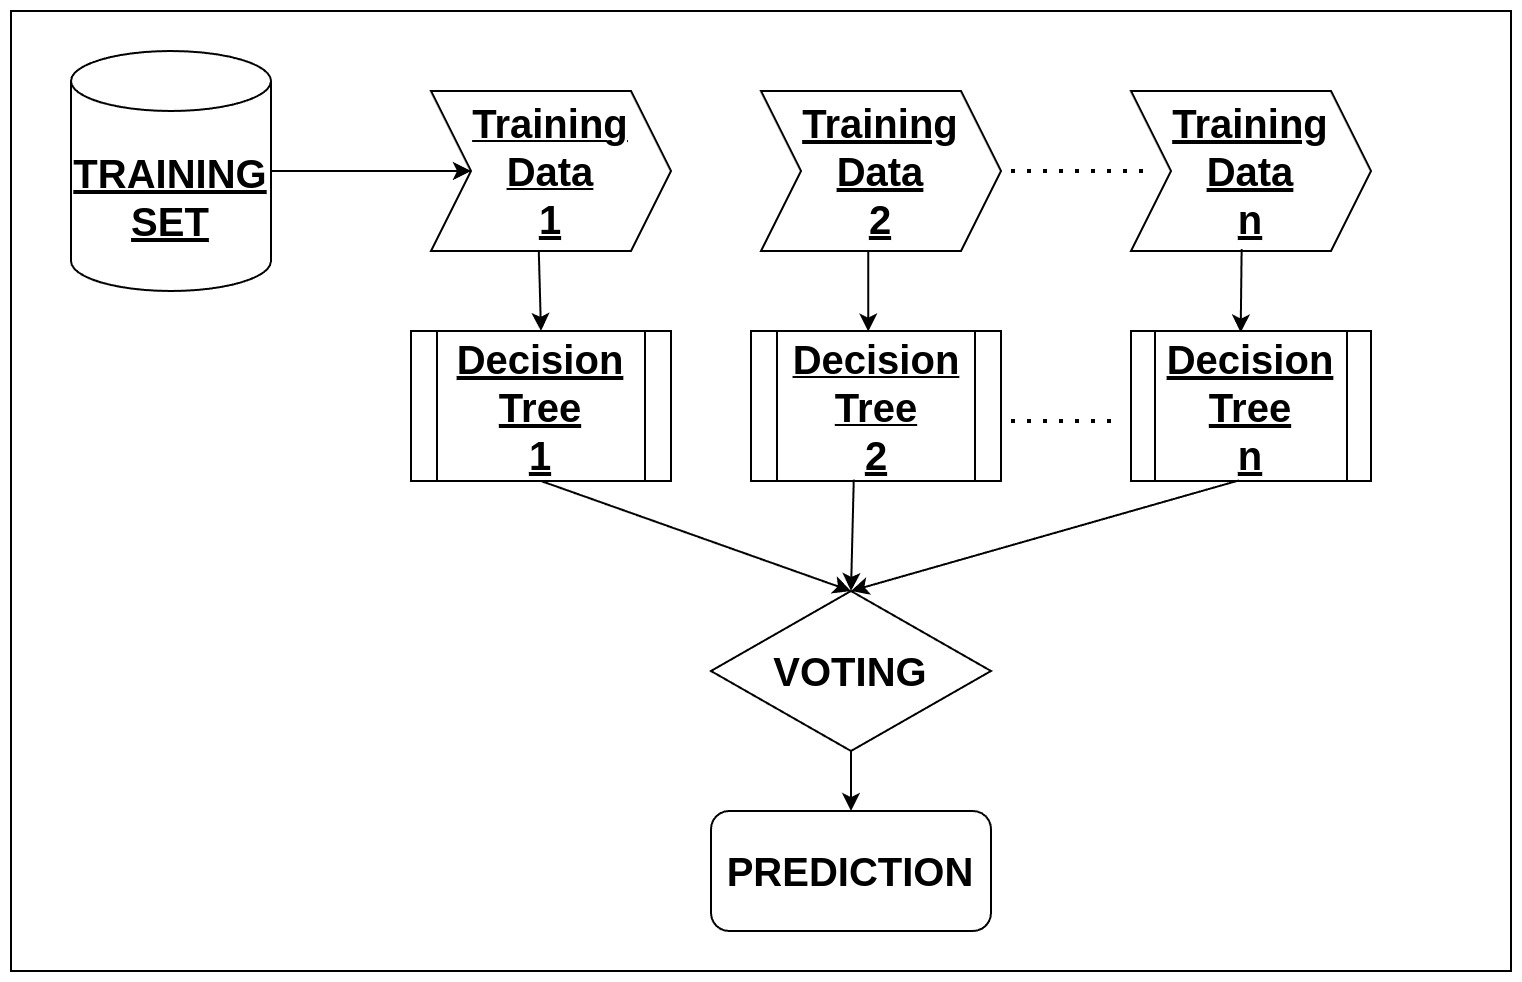 TRAINING
SET
Training
Data
1
Training
Data
2
Training
Data
n
Decision
Tree
1
Decision
Tree
2
Decision
Tree
n
VOTING
PREDICTION